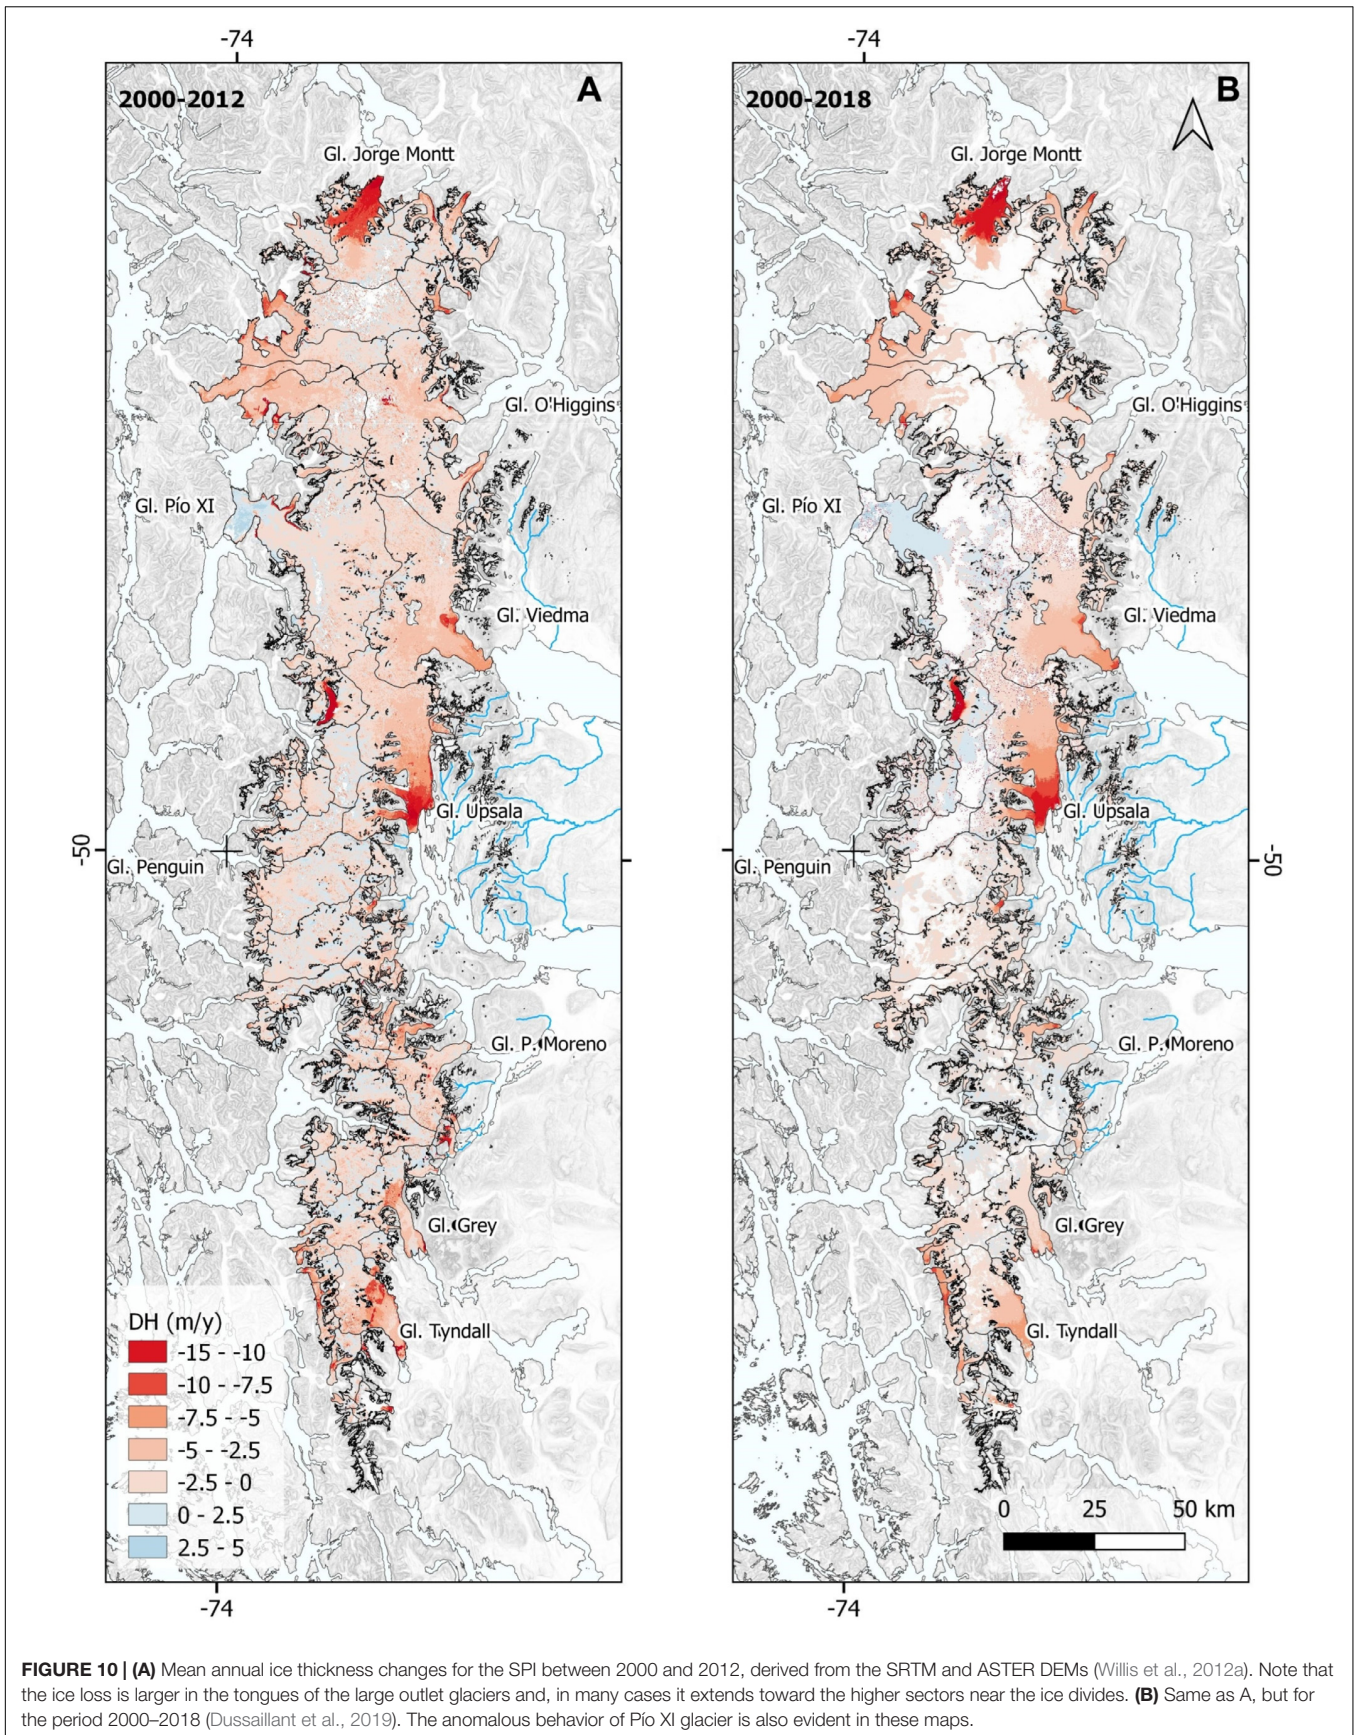 -74
-74
2000-2012
A
2000-2018
B
Gl. Jorge Montt
Gl. Jorge Montt
Gl. O'Higgins
Gl. O'Higgins
Gl. Pío XI
Gl. Pío XI
Gl. Viedma
Gl. Viedma
Gl. Upsala
Gl. Upsala
-50
-50
Gl. Penguin
Gl. Penguin
Gl. P. Moreno
Gl. P. Moreno
Gl. Grey
Gl. Grey
Gl. Tyndall
Gl. Tyndall
DH (m/y)
-15 - -10
-10 - -7.5
-7.5 - -5
-5 - -2.5
-2.5 - 0
0 - 2.5
2.5 - 5
0 25 50 km
-74
-74
FIGURE 10 | (A) Mean annual ice thickness changes for the SPI between 2000 and 2012, derived from the SRTM and ASTER DEMs (Willis et al., 2012a). Note that
the ice loss is larger in the tongues of the large outlet glaciers and, in many cases it extends toward the higher sectors near the ice divides. (B) Same as A, but for
the period 2000–2018 (Dussaillant et al., 2019). The anomalous behavior of Pío XI glacier is also evident in these maps.